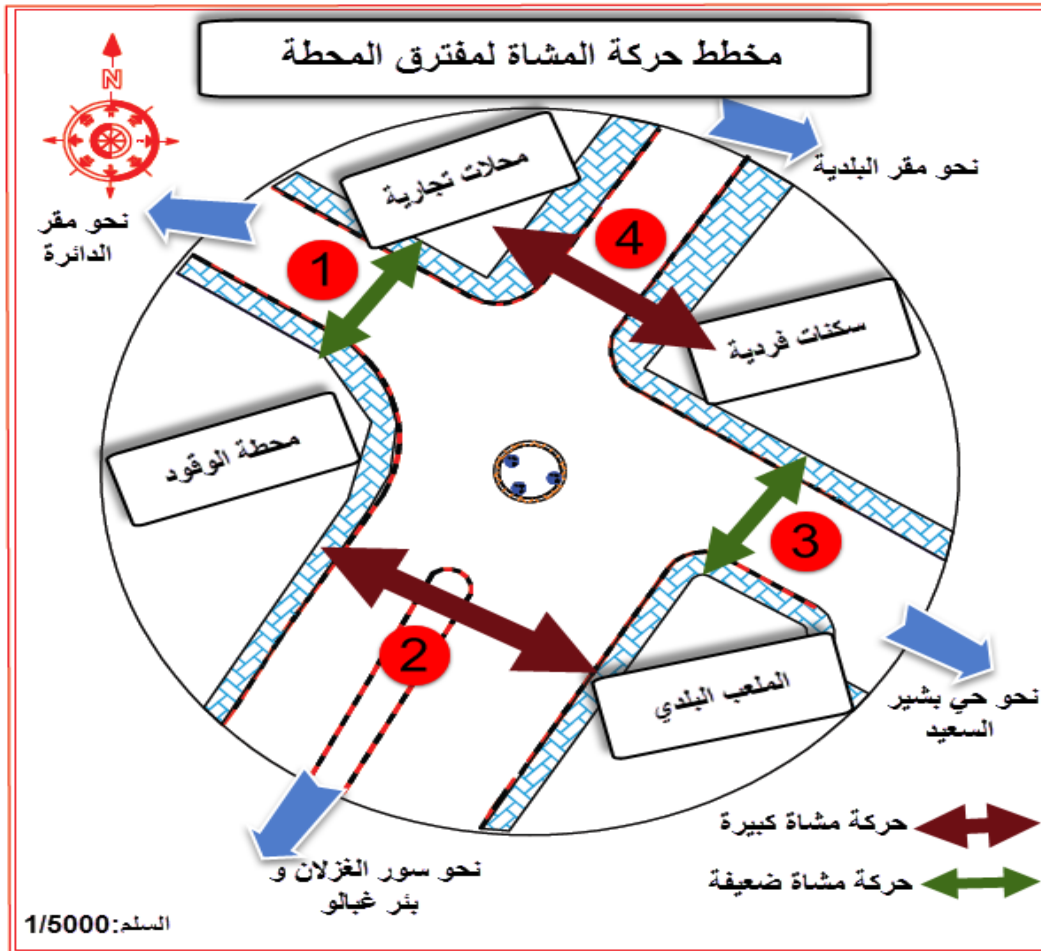 مخطط حركة المشاة لمفترق المحطة
N
نحو مقر البلدية
محلات تجارية
نحو مقر
الدائرة
1
4
سكنات فردية
محطة الوقود
3
2
الملعب البلدي
نحو حي بشير
السعيد
نحو سور الغزلان و
بئر غبالو
حركة مشاة كبيرة
حركة مشاة ضعيفة
السلم:1/5000